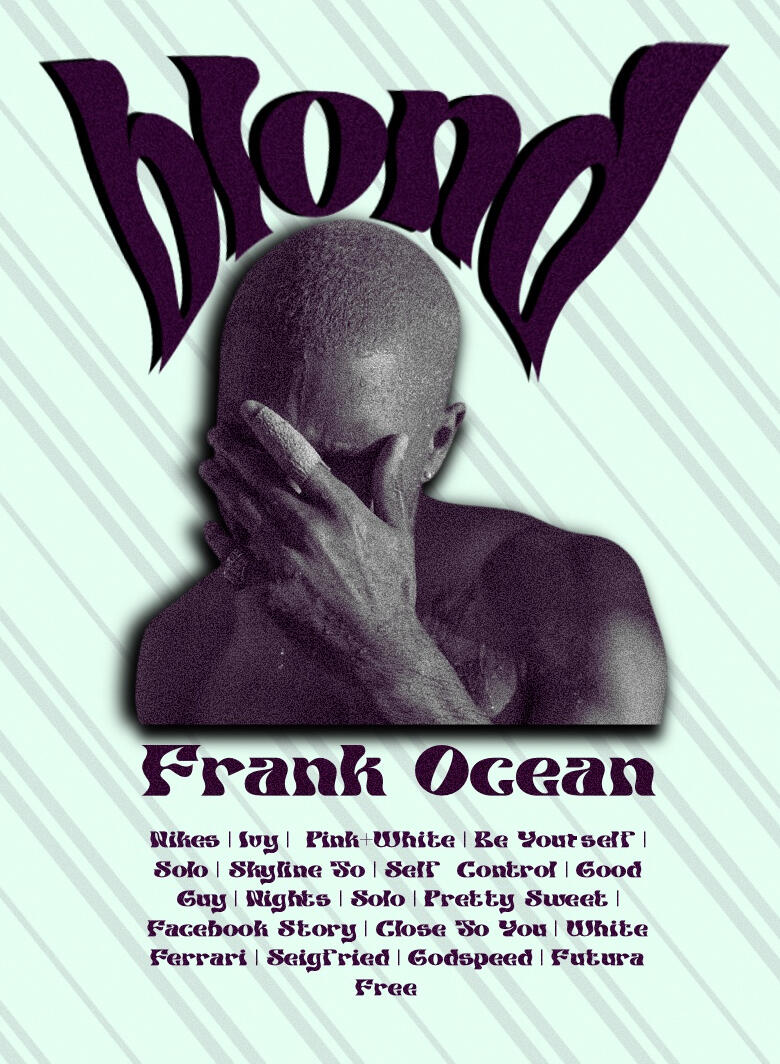 blond
Frank Ocean
Nikes | Ivy | Pink+White | Be Yourself |
Solo | Skyline To | Self Control | Good
Guy | Nights | Solo | Pretty Sweet |
Facebook Story | Close To You | White
Ferrari | Seigfried | Godspeed | Futura
Free